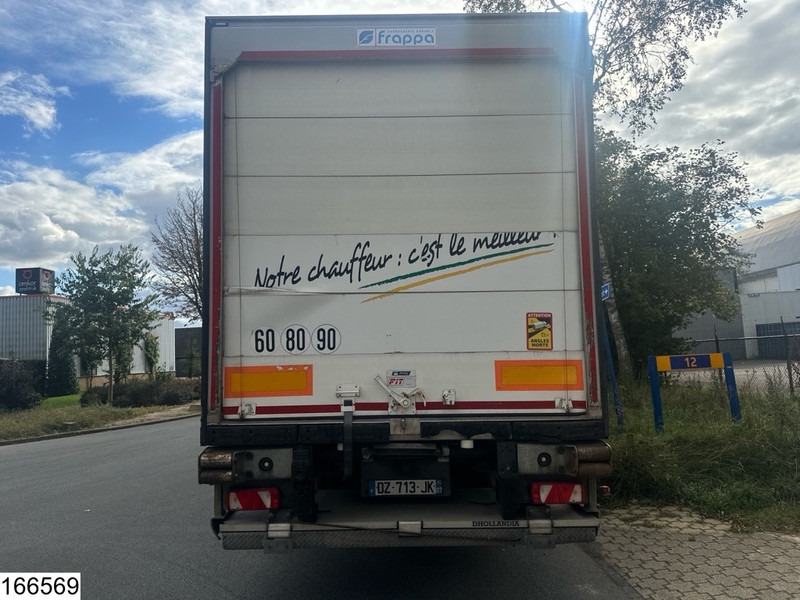 frappa
Notre chauffeur : c'est le meilleur !
60 80 90
ATTENTION
ANGLES MORTS
FIT
DZ-713-JK
DHOLLANDIA
12
166569